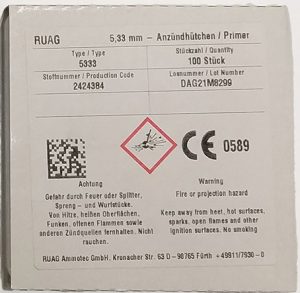 RUAG 5,33 mm – Anzündhütchen / Primer
Type / Type
5333
Stückzahl / Quantity
100 Stück
Stoffnummer / Production Code
2424384
Losnummer / Lot Number
DAG21M8299
CE 0589
Achtung
Gefahr durch Feuer oder Splitter,
Spreng – und Wurfstücke.
Von Hitze, heißen Oberflächen,
Funken, offenen Flammen sowie
anderen Zündquellen fernhalten. Nicht
rauchen.
Warning
Fire or projection hazard
Keep away from heet, hot surfaces,
sparks, open flames and other
ignition surfaces. No smoking
RUAG Ammotec GmbH. Kronacher Str. 63 D – 90765 Fürth +49911/7930 – 0